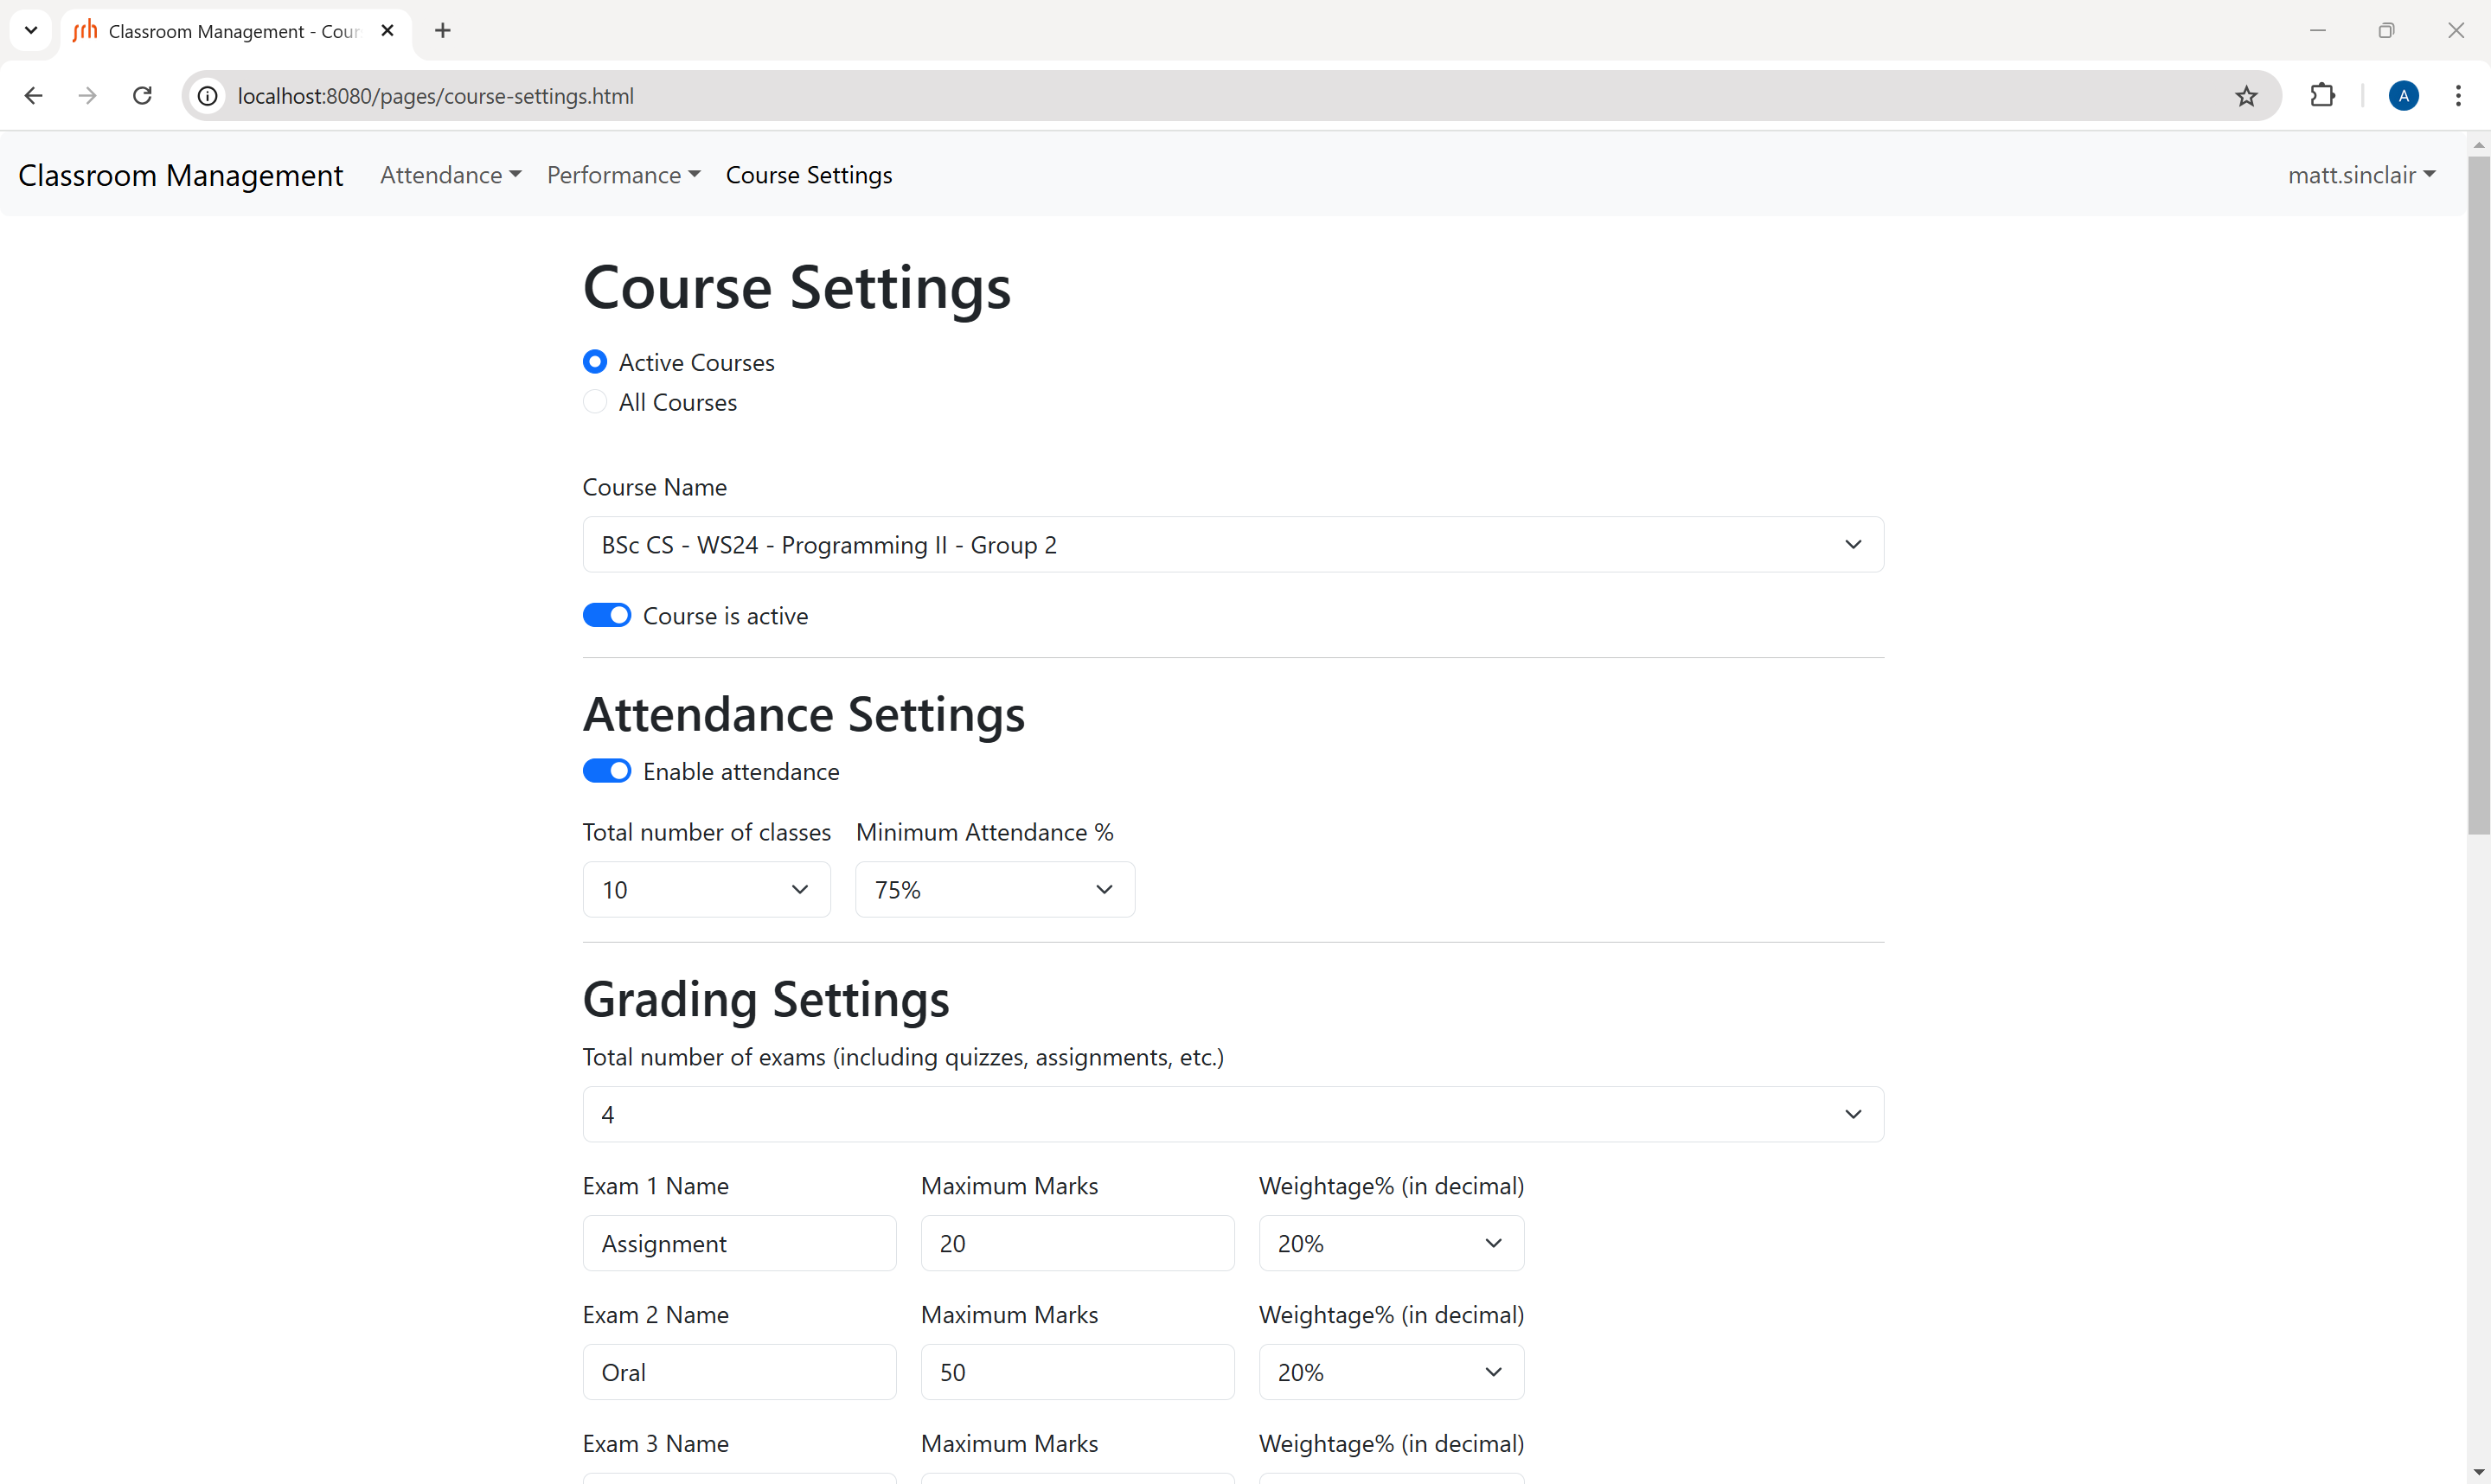 srh Classroom Management - Cour
localhost:8080/pages/course-settings.html
A
Classroom Management Attendance Performance Course Settings matt.sinclair
Course Settings
Active Courses
All Courses
Course Name
BSc CS - WS24 - Programming II - Group 2
Course is active
Attendance Settings
Enable attendance
Total number of classes Minimum Attendance %
10 75%
Grading Settings
Total number of exams (including quizzes, assignments, etc.)
4
Exam 1 Name Maximum Marks Weightage% (in decimal)
Assignment 20 20%
Exam 2 Name Maximum Marks Weightage% (in decimal)
Oral 50 20%
Exam 3 Name Maximum Marks Weightage% (in decimal)